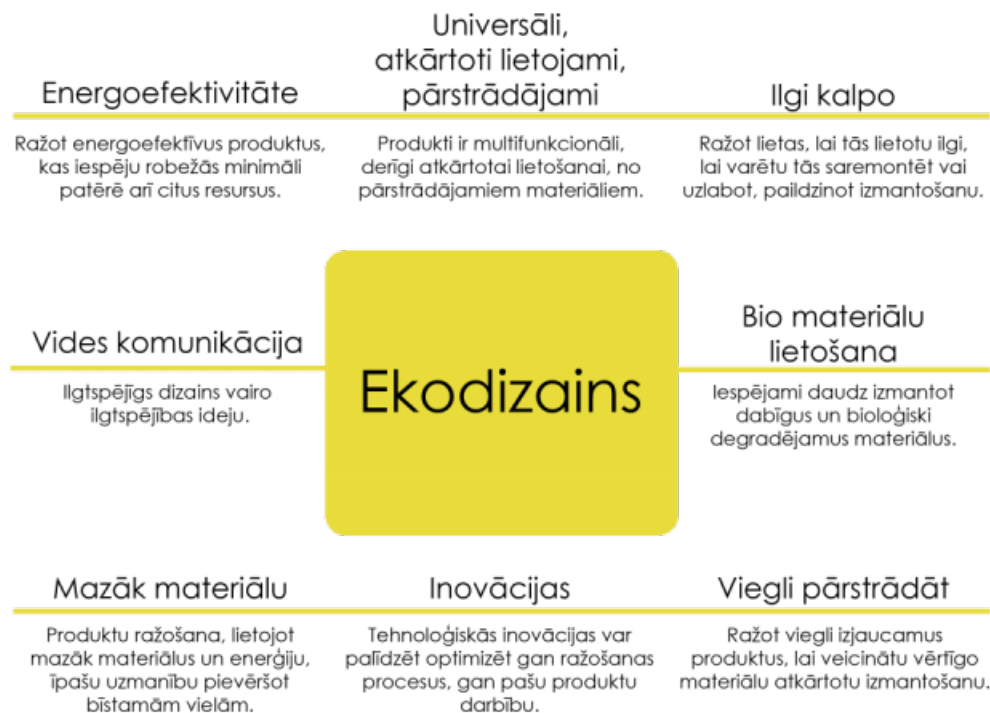 Energoefektivitāte
Ražot energoefektīvus produktus,
kas iespēju robežās minimāli
patērē arī citus resursus.
Universāli,
atkārtoti lietojami,
pārstrādājami
Produkti ir multifunkcionāli,
derīgi atkārtotai lietošanai, no
pārstrādājamiem materiāliem.
Ilgi kalpo
Ražot lietas, lai tās lietotu ilgi,
lai varētu tās saremontēt vai
uzlabot, paildzinot izmantošanu.
Vides komunikācija
Ilgtspējīgs dizains vairo
ilgtspējības ideju.
Ekodizains
Bio materiālu
lietošana
Iespējami daudz izmantot
dabīgus un bioloģiski
degradējamus materiālus.
Mazāk materiālu
Produktu ražošana, lietojot
mazāk materiālus un enerģiju,
īpašu uzmanību pievēršot
bīstamām vielām.
Inovācijas
Tehnoloģiskās inovācijas var
palīdzēt optimizēt gan ražošanas
procesus, gan pašu produktu
darbību.
Viegli pārstrādāt
Ražot viegli izjaucamus
produktus, lai veicinātu vērtīgo
materiālu atkārtotu izmantošanu.